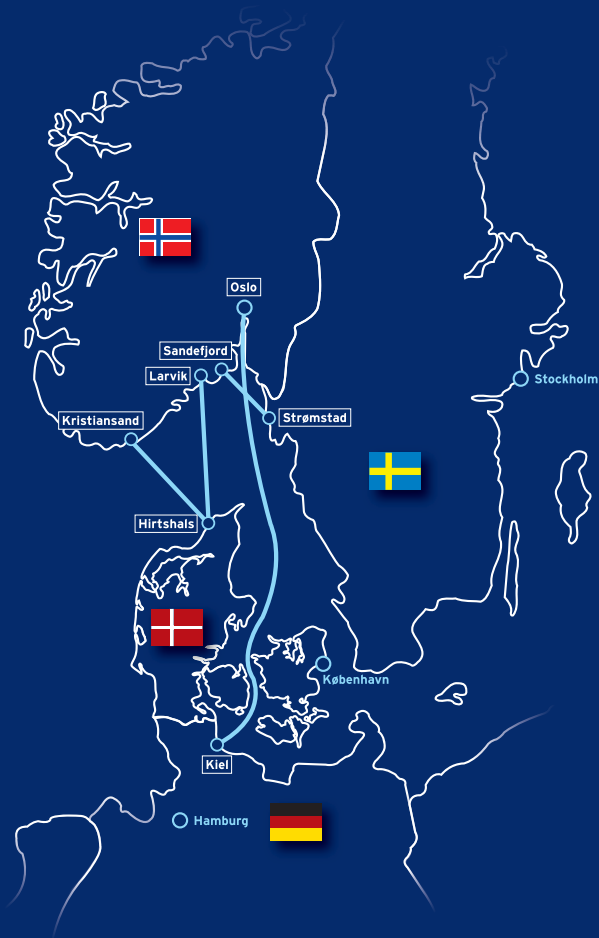 Oslo
Sandefjord
Larvik
Stockholm
Kristiansand
Strømstad
Hirtshals
København
Kiel
Hamburg